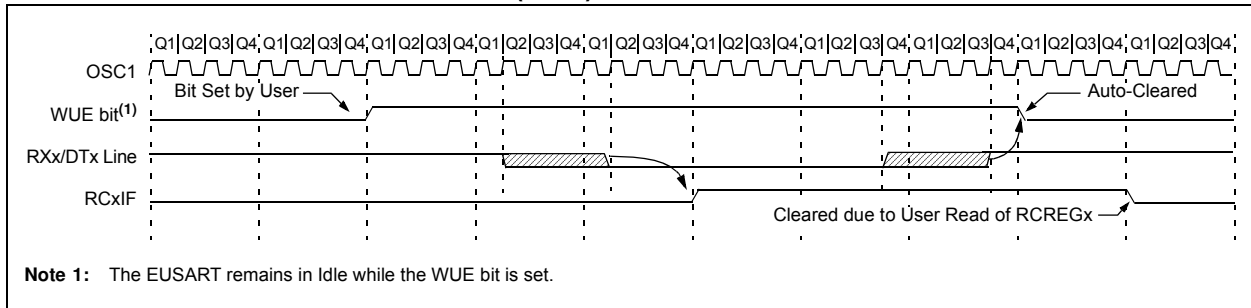 Q1 Q2 Q3 Q4 Q1 Q2 Q3 Q4 Q1 Q2 Q3 Q4 Q1 Q2 Q3 Q4 Q1 Q2 Q3 Q4 Q1 Q2 Q3 Q4 Q1 Q2 Q3 Q4 Q1 Q2 Q3 Q4 Q1 Q2 Q3 Q4 Q1 Q2 Q3 Q4
OSC1
Bit Set by User
Auto-Cleared
WUE bit(1)
RXx/DTx Line
RCxIF
Cleared due to User Read of RCREGx
Note 1: The EUSART remains in Idle while the WUE bit is set.